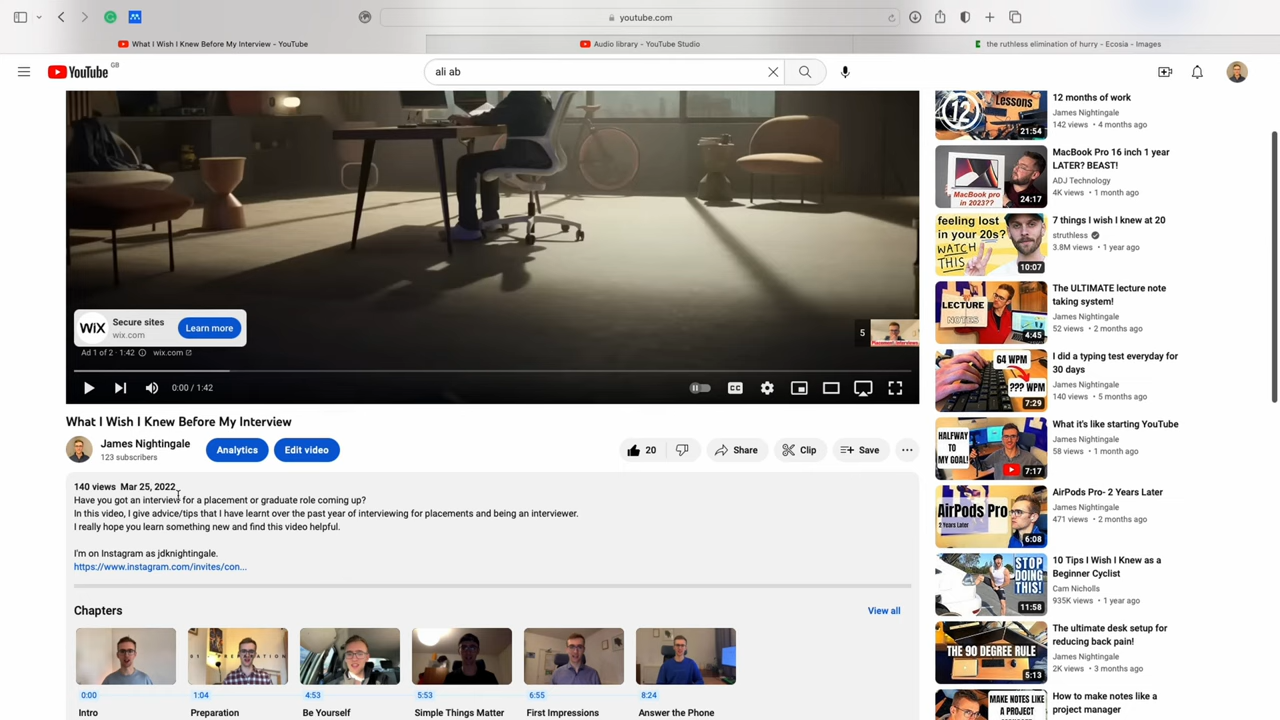 youtube.com
What I Wish I Knew Before My Interview - YouTube
Audio library - YouTube Studio
the ruthless elimination of hurry - Ecosia - Images
YouTube GB
ali ab
12
LESSONS
21:54
12 months of work
James Nightingale
142 views • 4 months ago
MacBook pro
in 2023??
24:17
MacBook Pro 16 inch 1 year
LATER? BEAST!
ADJ Technology
4K views • 1 month ago
feeling lost
in your 20s?
WATCH
THIS
10:07
7 things I wish I knew at 20
struthless
3.8M views • 1 year ago
LECTURE
NOTES
4:45
The ULTIMATE lecture note
taking system!
James Nightingale
52 views • 2 months ago
64 WPM
??? WPM
7:29
I did a typing test everyday for
30 days
James Nightingale
140 views • 5 months ago
HALFWAY
TO MY
GOAL!
7:17
What it's like starting YouTube
James Nightingale
58 views • 1 month ago
AirPods Pro
2 Years Later
6:08
AirPods Pro- 2 Years Later
James Nightingale
471 views • 2 months ago
STOP
DOING
THIS!
11:58
10 Tips I Wish I Knew as a
Beginner Cyclist
Cam Nicholls
935K views • 1 year ago
THE 90 DEGREE RULE
5:13
The ultimate desk setup for
reducing back pain!
James Nightingale
2K views • 3 months ago
MAKE NOTES
LIKE A
How to make notes like a
project manager
WiX
Secure sites
wix.com
Learn more
Ad 1 of 2 · 1:42
wix.com
5
0:00 / 1:42
CC
What I Wish I Knew Before My Interview
James Nightingale
123 subscribers
Analytics
Edit video
20
Share
Clip
Save
140 views Mar 25, 2022
Have you got an interview for a placement or graduate role coming up?
In this video, I give advice/tips that I have learnt over the past year of interviewing for placements and being an interviewer.
I really hope you learn something new and find this video helpful.
I'm on Instagram as jdknightingale.
https://www.instagram.com/invites/con...
Chapters
View all
0:00
Intro
1:04
Preparation
4:53
Be Yourself
5:53
Simple Things Matter
6:55
First Impressions
8:24
Answer the Phone